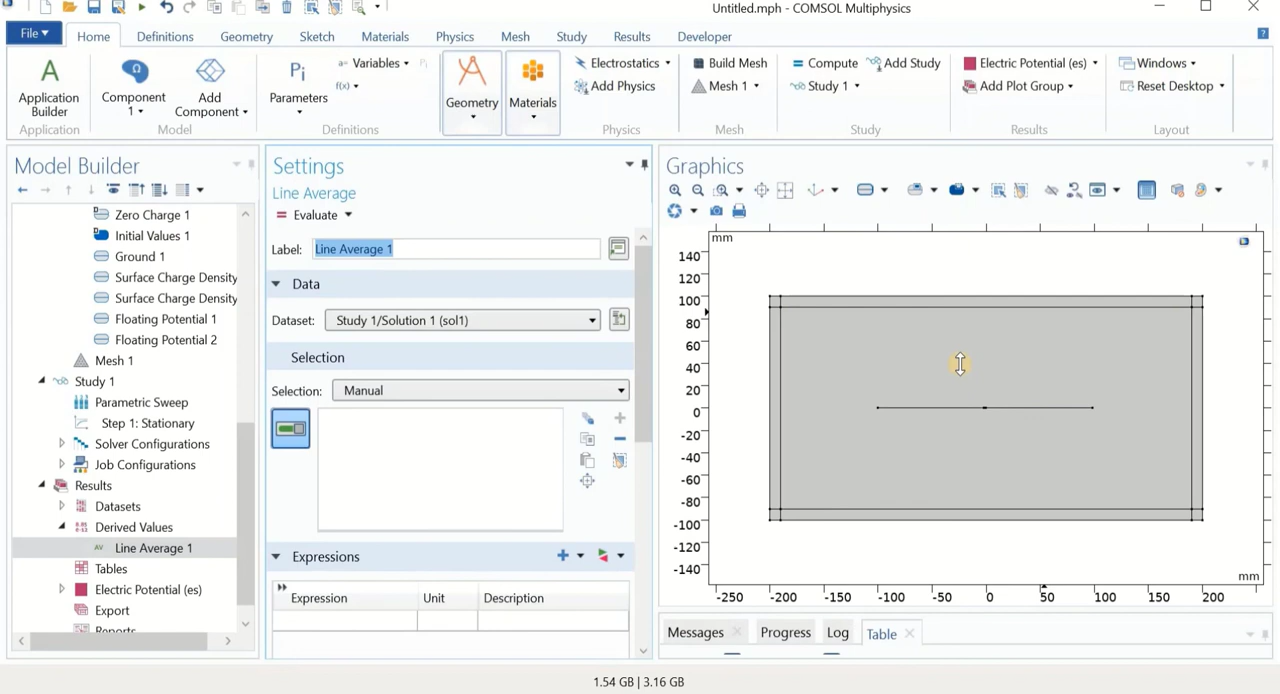 Untitled.mph - COMSOL Multiphysics
File
Home
Definitions
Geometry
Sketch
Materials
Physics
Mesh
Study
Results
Developer
Application Builder
Component 1
Add Component
Pi
Parameters
a= Variables
f(x)
Geometry
Materials
Electrostatics
Add Physics
Build Mesh
Mesh 1
Compute
Add Study
Study 1
Electric Potential (es)
Add Plot Group
Windows
Reset Desktop
Application
Model
Definitions
Physics
Mesh
Study
Results
Layout
Model Builder
Zero Charge 1
Initial Values 1
Ground 1
Surface Charge Density
Surface Charge Density
Floating Potential 1
Floating Potential 2
Mesh 1
Study 1
Parametric Sweep
Step 1: Stationary
Solver Configurations
Job Configurations
Results
Datasets
Derived Values
Line Average 1
Tables
Electric Potential (es)
Export
Reports
Settings
Line Average
= Evaluate
Label: Line Average 1
Data
Dataset: Study 1/Solution 1 (sol1)
Selection
Selection: Manual
Expressions
Expression Unit Description
Graphics
mm
140
120
100
80
60
40
20
0
-20
-40
-60
-80
-100
-120
-140
mm
-250 -200 -150 -100 -50 0 50 100 150 200
Messages Progress Log Table
1.54 GB | 3.16 GB